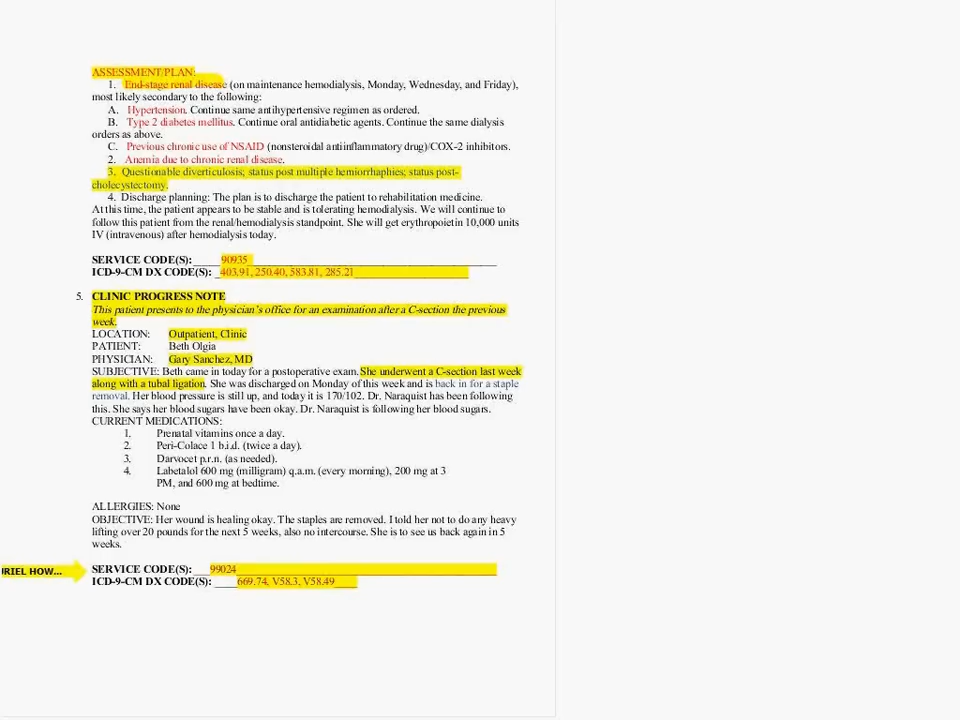 ASSESSMENT/PLAN:
1. End-stage renal disease (on maintenance hemodialysis, Monday, Wednesday, and Friday),
most likely secondary to the following:
A. Hypertension. Continue same antihypertensive regimen as ordered.
B. Type 2 diabetes mellitus. Continue oral antidiabetic agents. Continue the same dialysis
orders as above.
C. Previous chronic use of NSAID (nonsteroidal antiinflammatory drug)/COX-2 inhibitors.
2. Anemia due to chronic renal disease.
3. Questionable diverticulosis; status post multiple herniorrhaphies; status post-
cholecystectomy.
4. Discharge planning: The plan is to discharge the patient to rehabilitation medicine.
At this time, the patient appears to be stable and is tolerating hemodialysis. We will continue to
follow this patient from the renal/hemodialysis standpoint. She will get erythropoietin 10,000 units
IV (intravenous) after hemodialysis today.
SERVICE CODE(S): 90935
ICD-9-CM DX CODE(S): 403.91, 250.40, 583.81, 285.21
5. CLINIC PROGRESS NOTE
This patient presents to the physician's office for an examination after a C-section the previous
week.
LOCATION: Outpatient, Clinic
PATIENT: Beth Olgia
PHYSICIAN: Gary Sanchez, MD
SUBJECTIVE: Beth came in today for a postoperative exam. She underwent a C-section last week
along with a tubal ligation. She was discharged on Monday of this week and is back in for a staple
removal. Her blood pressure is still up, and today it is 170/102. Dr. Naraquist has been following
this. She says her blood sugars have been okay. Dr. Naraquist is following her blood sugars.
CURRENT MEDICATIONS:
1. Prenatal vitamins once a day.
2. Peri-Colace 1 b.i.d. (twice a day).
3. Darvocet p.r.n. (as needed).
4. Labetalol 600 mg (milligram) q.a.m. (every morning), 200 mg at 3
PM, and 600 mg at bedtime.
ALLERGIES: None
OBJECTIVE: Her wound is healing okay. The staples are removed. I told her not to do any heavy
lifting over 20 pounds for the next 5 weeks, also no intercourse. She is to see us back again in 5
weeks.
RIEL HOW... SERVICE CODE(S): 99024
ICD-9-CM DX CODE(S): 669.74, V58.3, V58.49